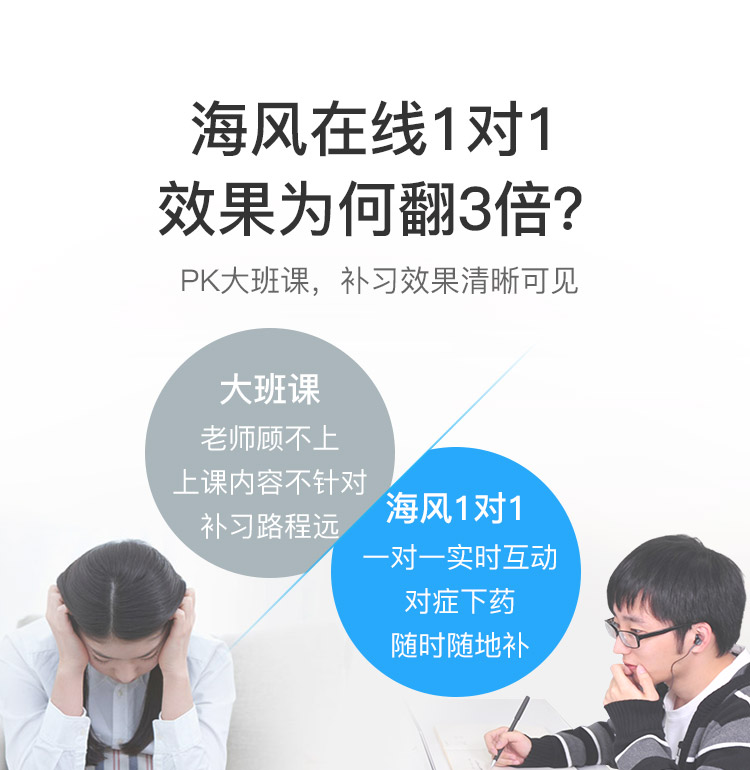 海风在线1对1
效果为何翻3倍？
PK大班课，补习效果清晰可见
大班课
老师顾不上
上课内容不针对
补习路程远
海风1对1
一对一实时互动
对症下药
随时随地补